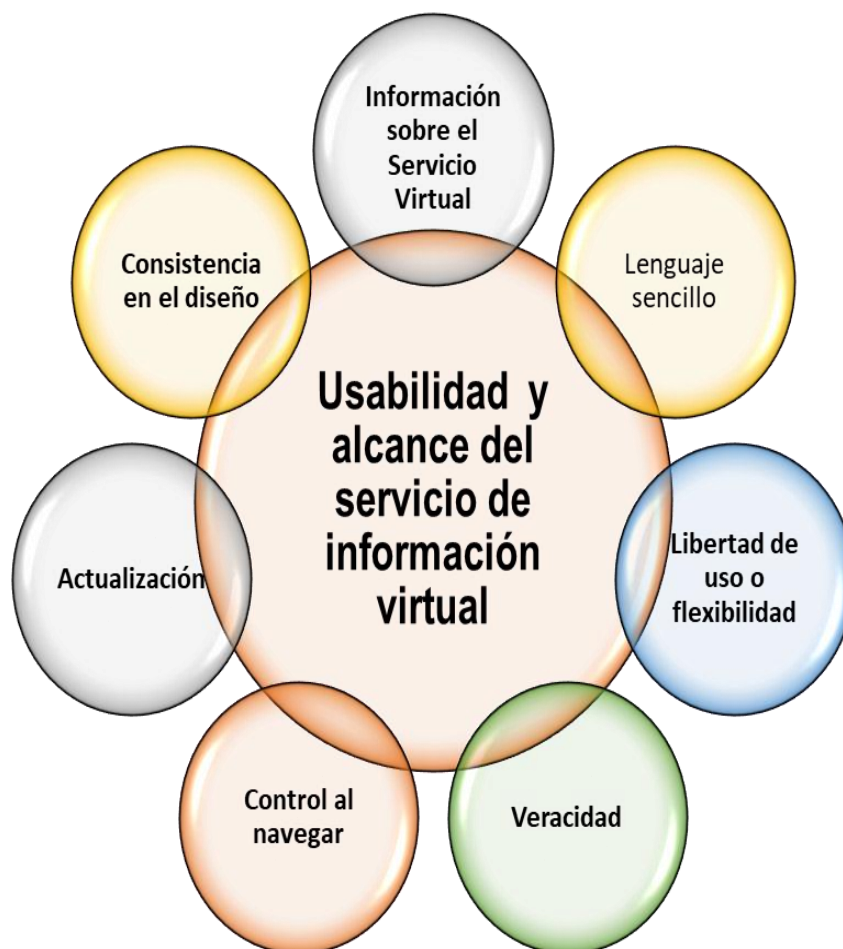 Información
sobre el
Servicio
Virtual
Lenguaje
sencillo
Libertad de
uso o
flexibilidad
Veracidad
Control al
navegar
Actualización
Consistencia
en el diseño
Usabilidad y
alcance del
servicio de
información
virtual